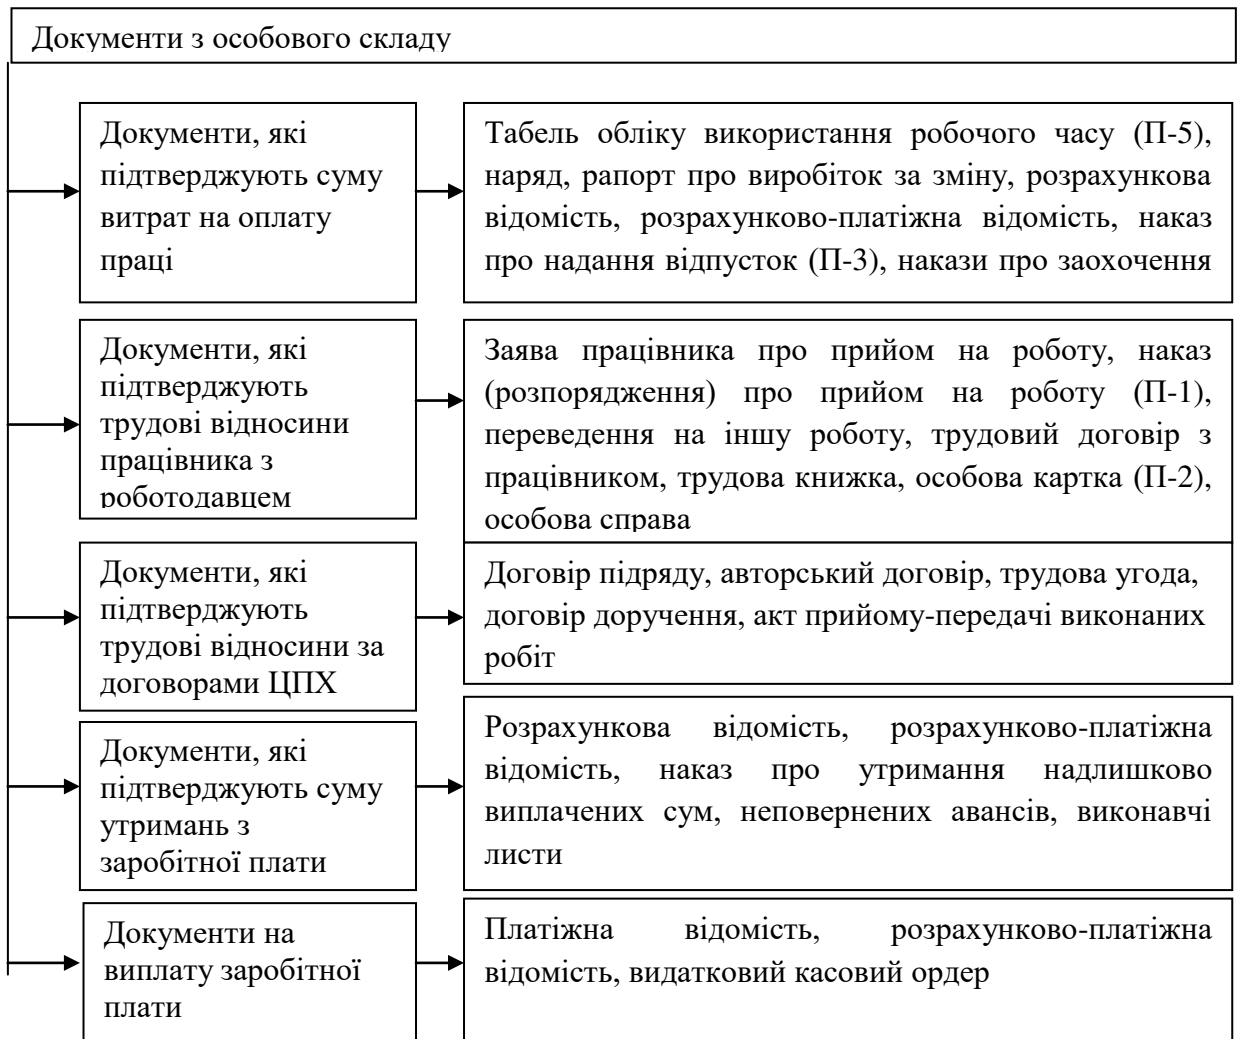 Документи з особового складу
Документи, які
підтверджують суму
витрат на оплату
праці
Табель обліку використання робочого часу (П-5),
наряд, рапорт про виробіток за зміну, розрахункова
відомість, розрахунково-платіжна відомість, наказ
про надання відпусток (П-3), накази про заохочення
Документи, які
підтверджують
трудові відносини
працівника з
роботодавцем
Заява працівника про прийом на роботу, наказ
(розпорядження) про прийом на роботу (П-1),
переведення на іншу роботу, трудовий договір з
працівником, трудова книжка, особова картка (П-2),
особова справа
Документи, які
підтверджують
трудові відносини за
договорами ЦПХ
Договір підряду, авторський договір, трудова угода,
договір доручення, акт прийому-передачі виконаних
робіт
Документи, які
підтверджують суму
утримань з
заробітної плати
Розрахункова відомість, розрахунково-платіжна
відомість, наказ про утримання надлишково
виплачених сум, неповернених авансів, виконавчі
листи
Документи на
виплату заробітної
плати
Платіжна відомість, розрахунково-платіжна
відомість, видатковий касовий ордер